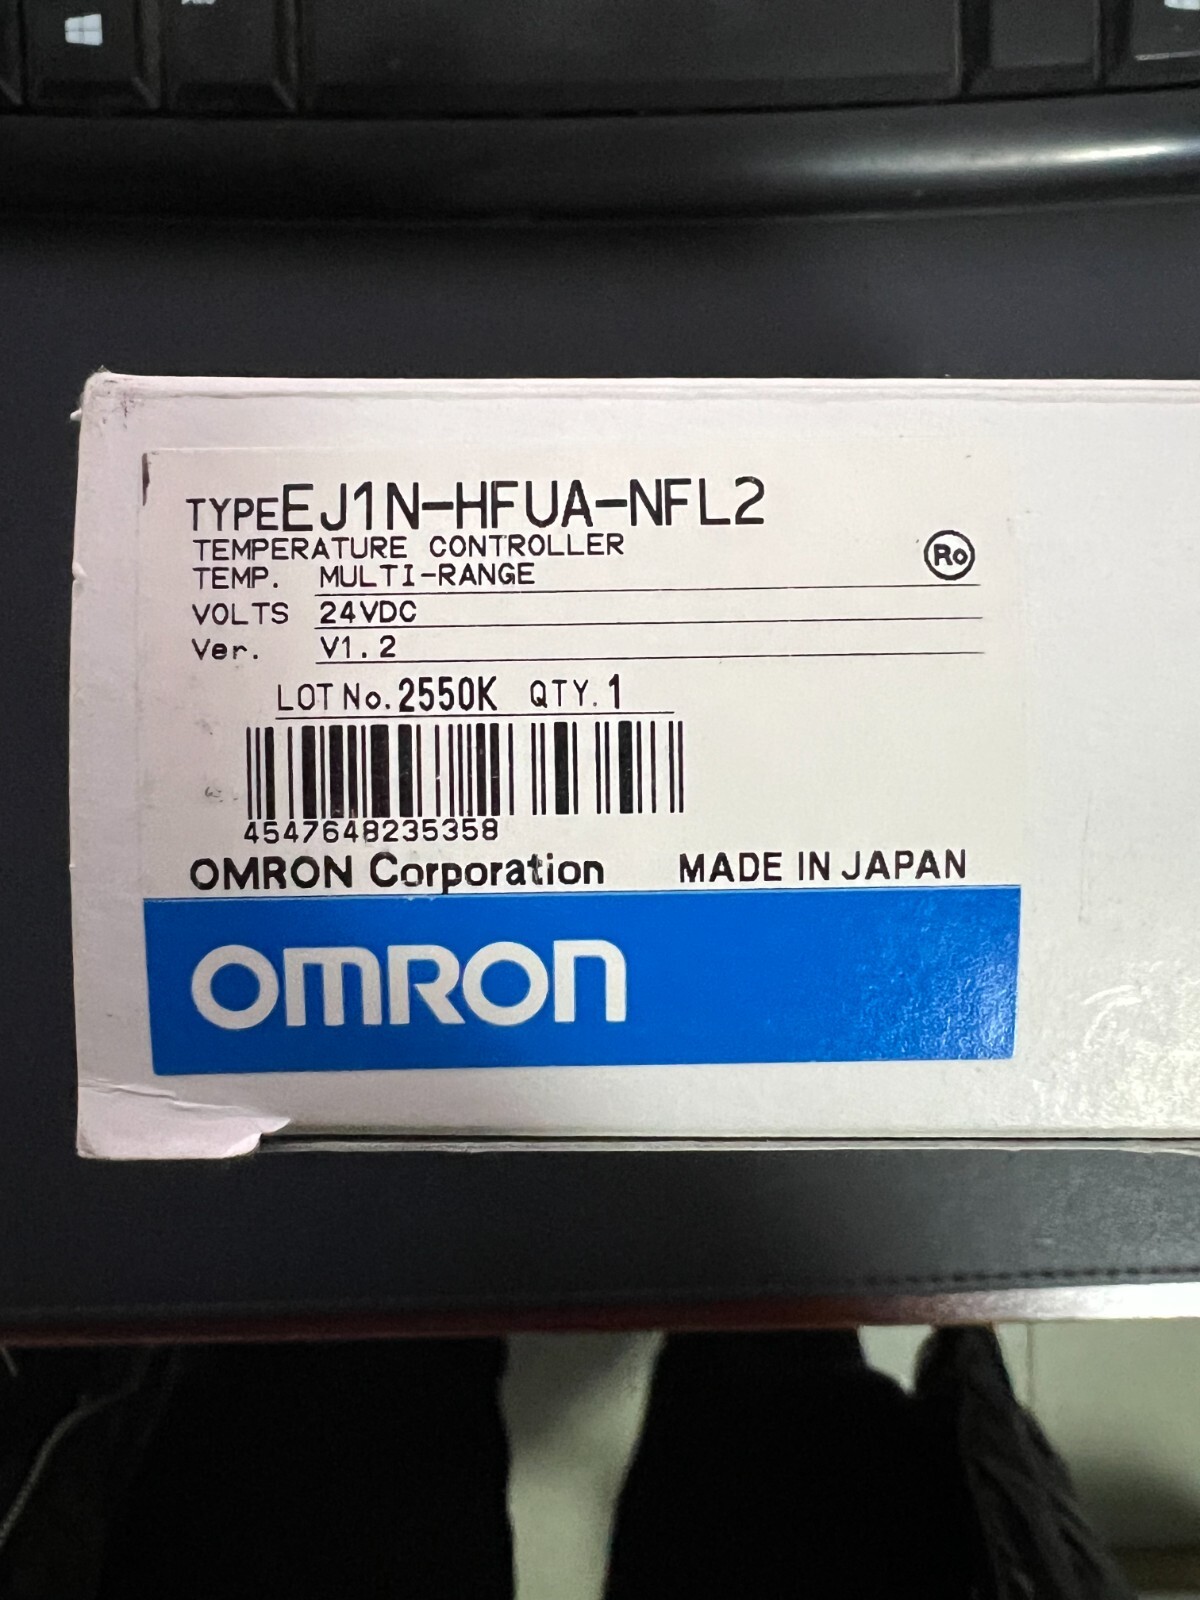 TYPE EJ1N-HFUA-NFL2
TEMPERATURE CONTROLLER
Ro
TEMP. MULTI-RANGE
VOLTS 24VDC
Ver. V1.2
LOT No. 2550K QTY. 1
4547648235358
OMRON Corporation MADE IN JAPAN
OMRON